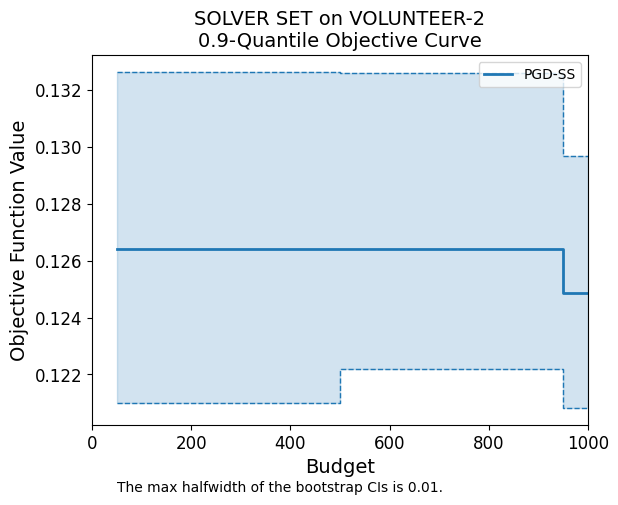 SOLVER SET on VOLUNTEER-2
0.9-Quantile Objective Curve
PGD-SS
Objective Function Value
0.132
0.130
0.128
0.126
0.124
0.122
0 200 400 600 800 1000
Budget
The max halfwidth of the bootstrap CIs is 0.01.